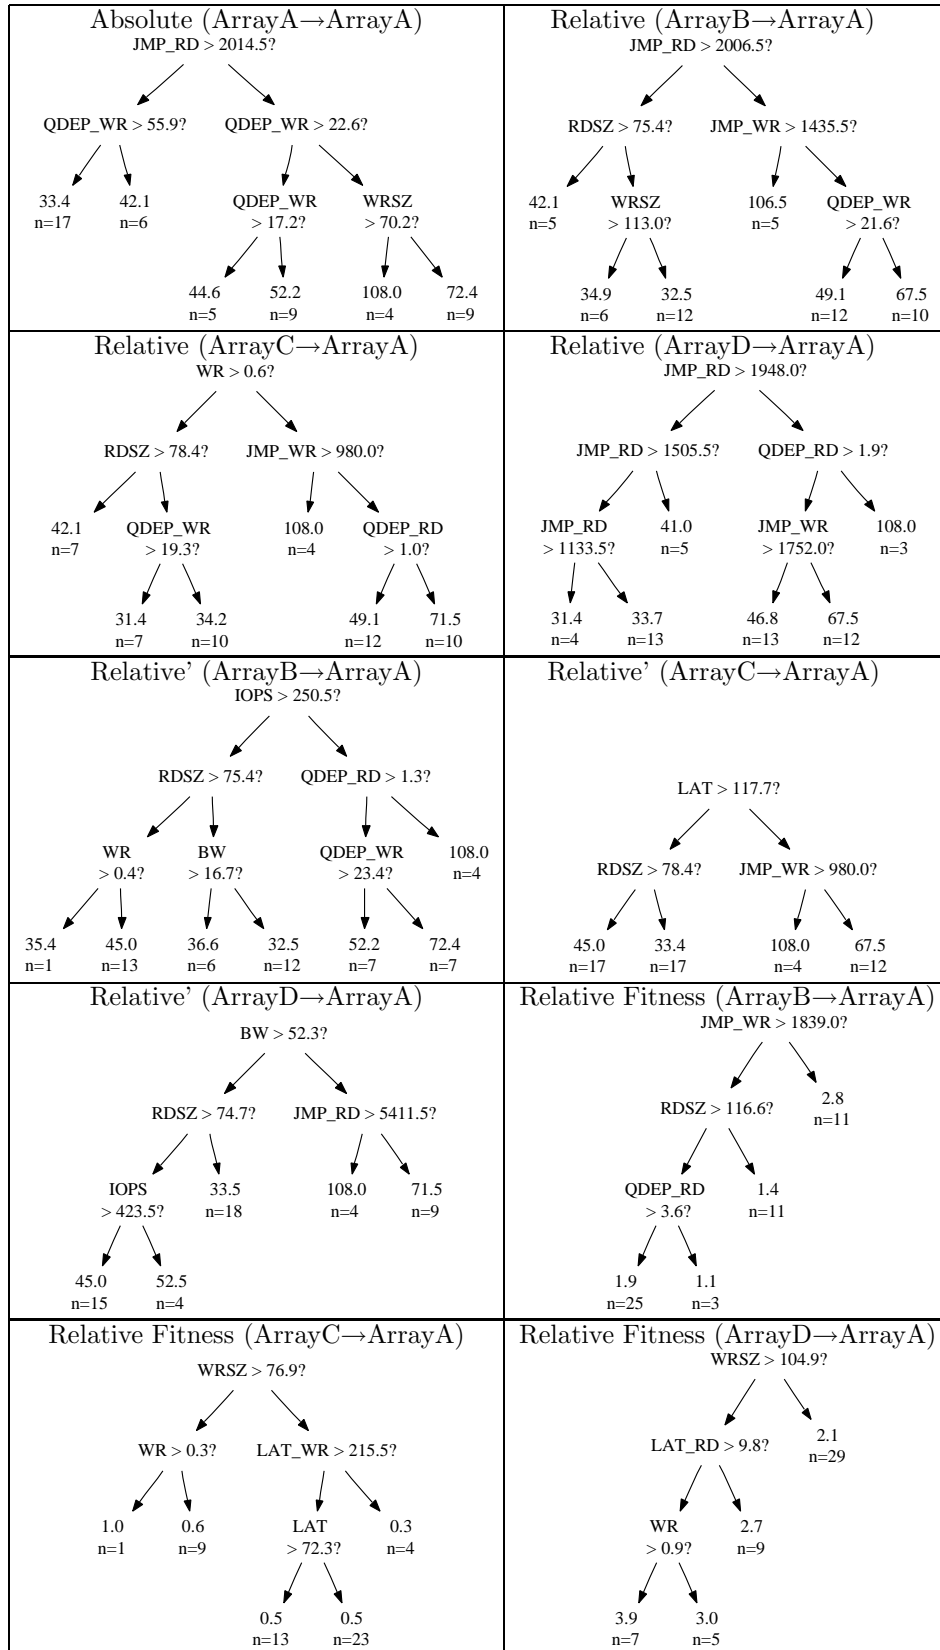 Absolute (ArrayA→ArrayA)
JMP_RD > 2014.5?
QDEP_WR > 55.9?
QDEP_WR > 22.6?
33.4
n=17
42.1
n=6
QDEP_WR
> 17.2?
WRSZ
> 70.2?
44.6
n=5
52.2
n=9
108.0
n=4
72.4
n=9
Relative (ArrayB→ArrayA)
JMP_RD > 2006.5?
RDSZ > 75.4?
JMP_WR > 1435.5?
42.1
n=5
WRSZ
> 113.0?
106.5
n=5
QDEP_WR
> 21.6?
34.9
n=6
32.5
n=12
49.1
n=12
67.5
n=10
Relative (ArrayC→ArrayA)
WR > 0.6?
RDSZ > 78.4?
JMP_WR > 980.0?
42.1
n=7
QDEP_WR
> 19.3?
108.0
n=4
QDEP_RD
> 1.0?
31.4
n=7
34.2
n=10
49.1
n=12
71.5
n=10
Relative (ArrayD→ArrayA)
JMP_RD > 1948.0?
JMP_RD > 1505.5?
QDEP_RD > 1.9?
JMP_RD
> 1133.5?
41.0
n=5
JMP_WR
> 1752.0?
108.0
n=3
31.4
n=4
33.7
n=13
46.8
n=13
67.5
n=12
Relative' (ArrayB→ArrayA)
IOPS > 250.5?
RDSZ > 75.4?
QDEP_RD > 1.3?
WR
> 0.4?
BW
> 16.7?
QDEP_WR
> 23.4?
108.0
n=4
35.4
n=1
45.0
n=13
36.6
n=6
32.5
n=12
52.2
n=7
72.4
n=7
Relative' (ArrayC→ArrayA)
LAT > 117.7?
RDSZ > 78.4?
JMP_WR > 980.0?
45.0
n=17
33.4
n=17
108.0
n=4
67.5
n=12
Relative' (ArrayD→ArrayA)
BW > 52.3?
RDSZ > 74.7?
JMP_RD > 5411.5?
IOPS
> 423.5?
33.5
n=18
108.0
n=4
71.5
n=9
45.0
n=15
52.5
n=4
Relative Fitness (ArrayB→ArrayA)
JMP_WR > 1839.0?
RDSZ > 116.6?
2.8
n=11
QDEP_RD
> 3.6?
1.4
n=11
1.9
n=25
1.1
n=3
Relative Fitness (ArrayC→ArrayA)
WRSZ > 76.9?
WR > 0.3?
LAT_WR > 215.5?
1.0
n=1
0.6
n=9
LAT
> 72.3?
0.3
n=4
0.5
n=13
0.5
n=23
Relative Fitness (ArrayD→ArrayA)
WRSZ > 104.9?
LAT_RD > 9.8?
2.1
n=29
WR
> 0.9?
2.7
n=9
3.9
n=7
3.0
n=5